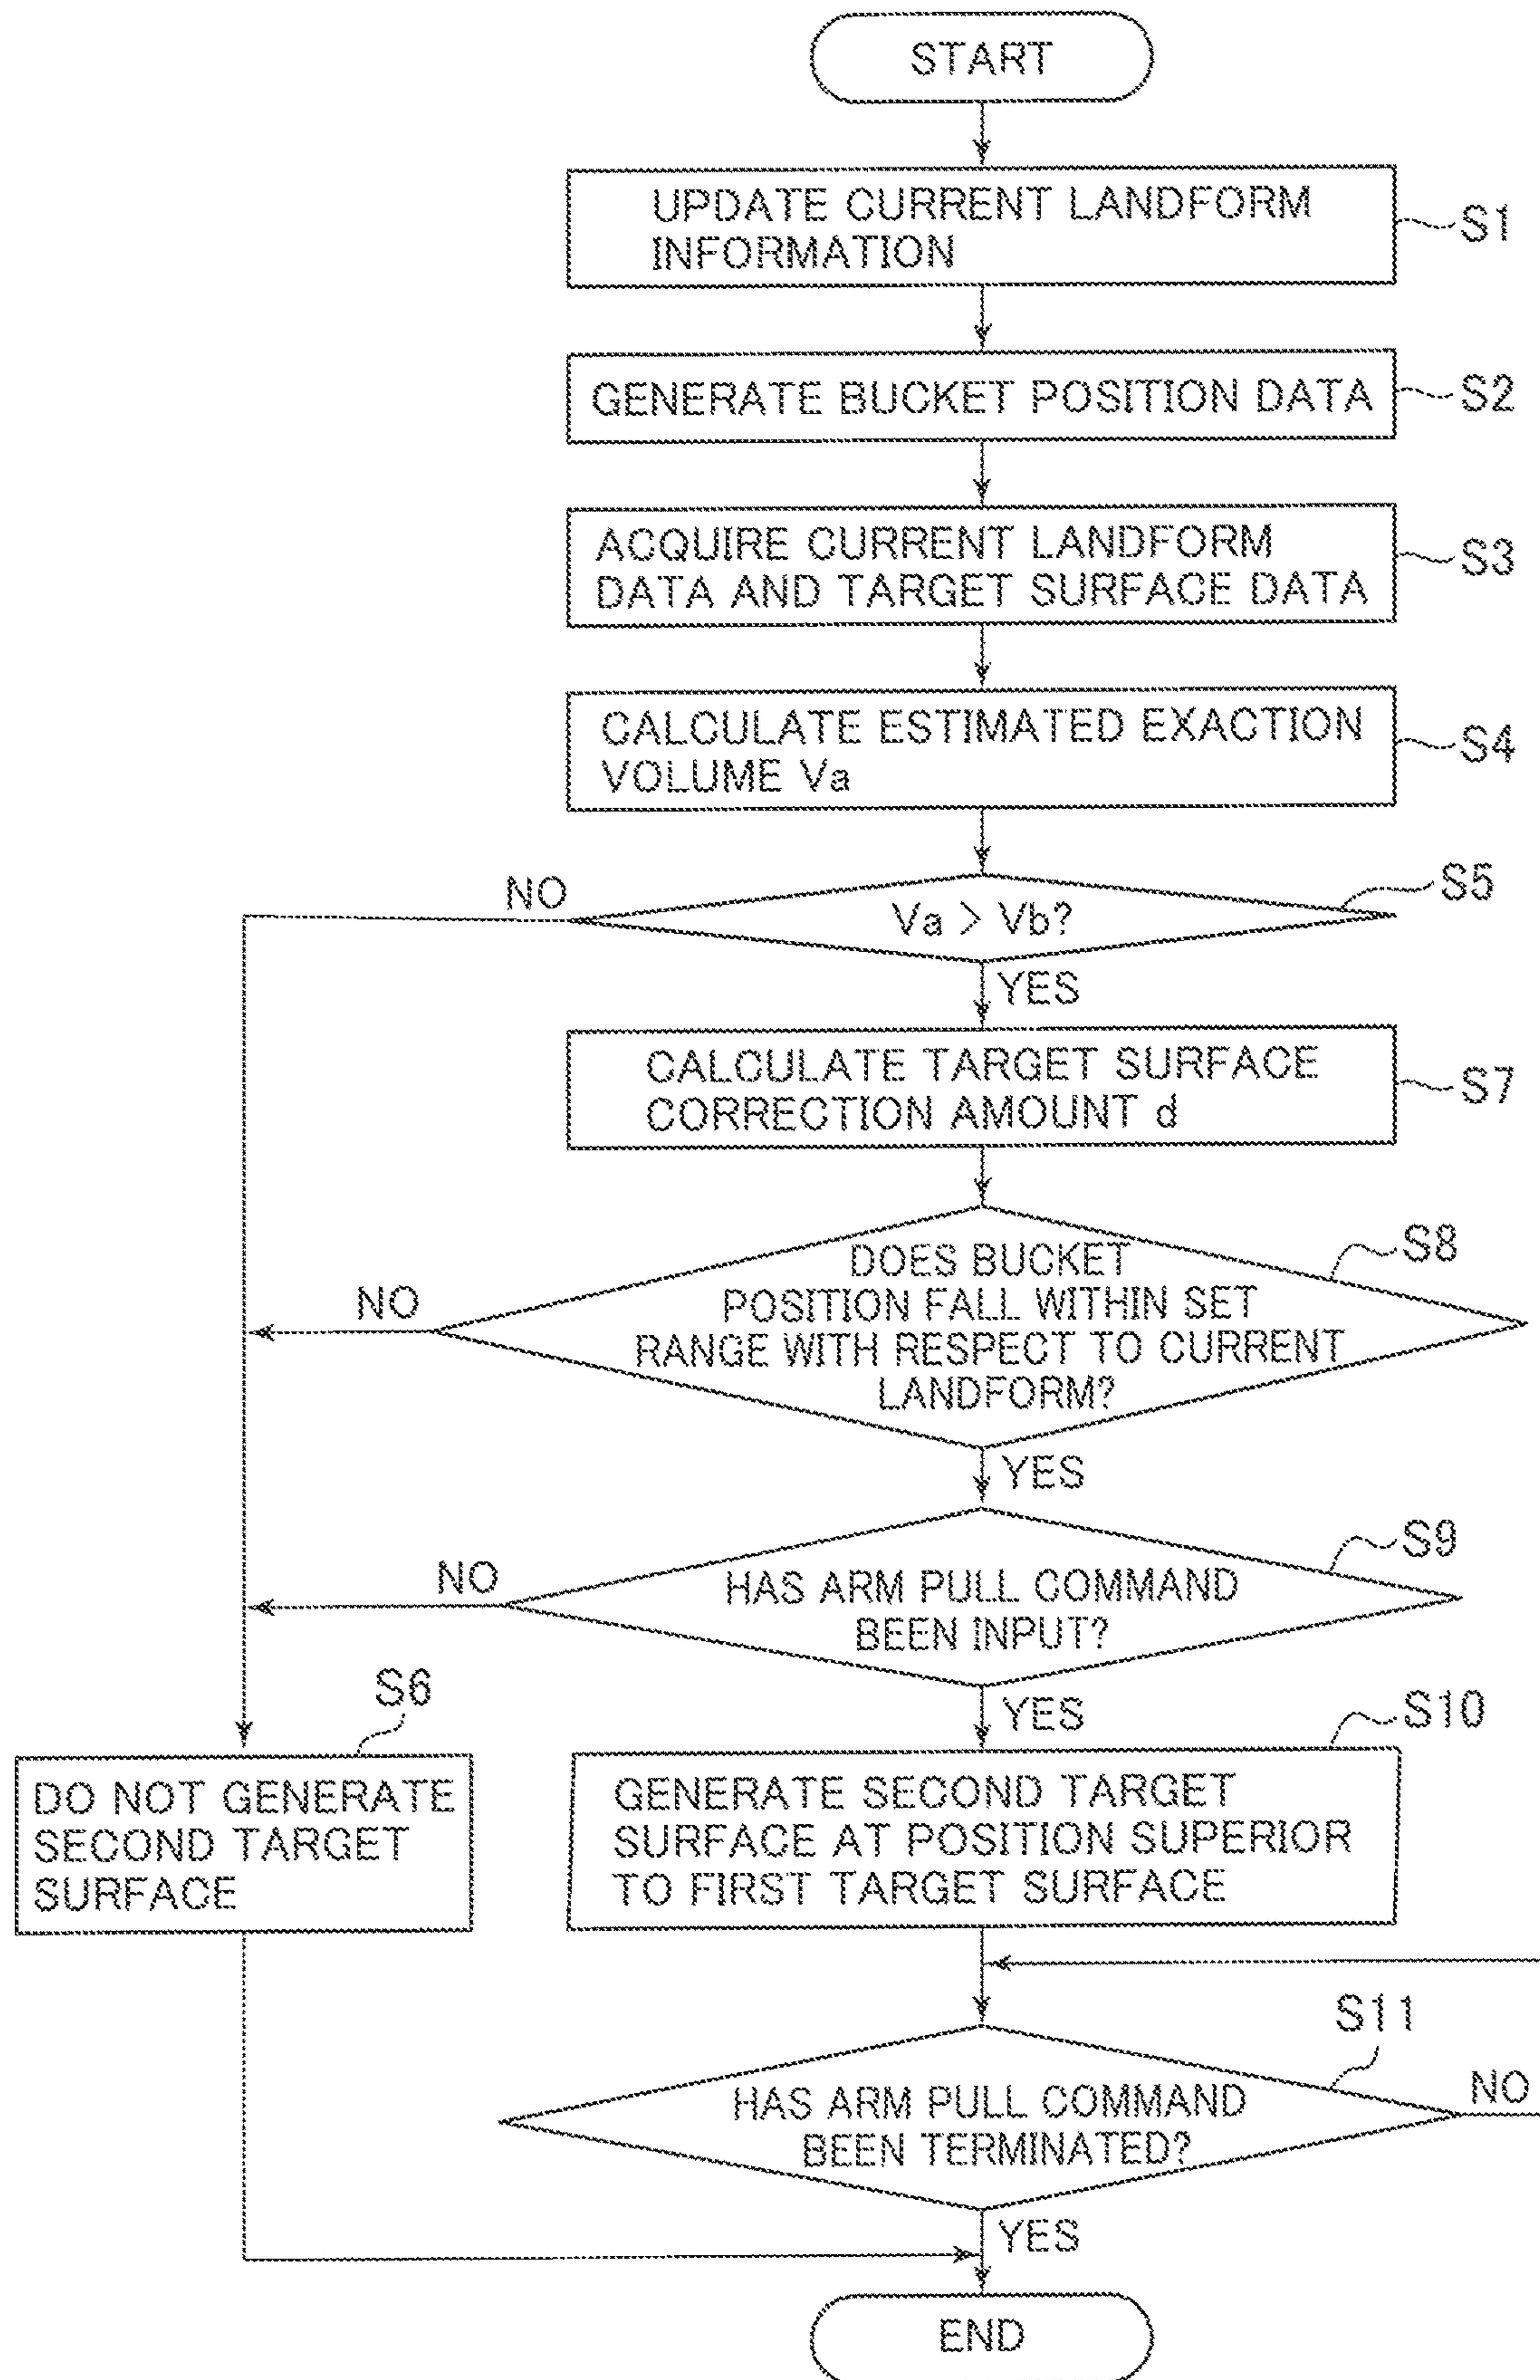 START
UPDATE CURRENT LANDFORM
INFORMATION
S1
GENERATE BUCKET POSITION DATA
S2
ACQUIRE CURRENT LANDFORM
DATA AND TARGET SURFACE DATA
S3
CALCULATE ESTIMATED EXACTION
VOLUME Va
S4
NO
Va > Vb?
S5
YES
CALCULATE TARGET SURFACE
CORRECTION AMOUNT d
S7
NO
DOES BUCKET
POSITION FALL WITHIN SET
RANGE WITH RESPECT TO CURRENT
LANDFORM?
S8
YES
NO
HAS ARM PULL COMMAND
BEEN INPUT?
S9
YES
S6
DO NOT GENERATE
SECOND TARGET
SURFACE
S10
GENERATE SECOND TARGET
SURFACE AT POSITION SUPERIOR
TO FIRST TARGET SURFACE
S11
HAS ARM PULL COMMAND
BEEN TERMINATED?
NO
YES
END